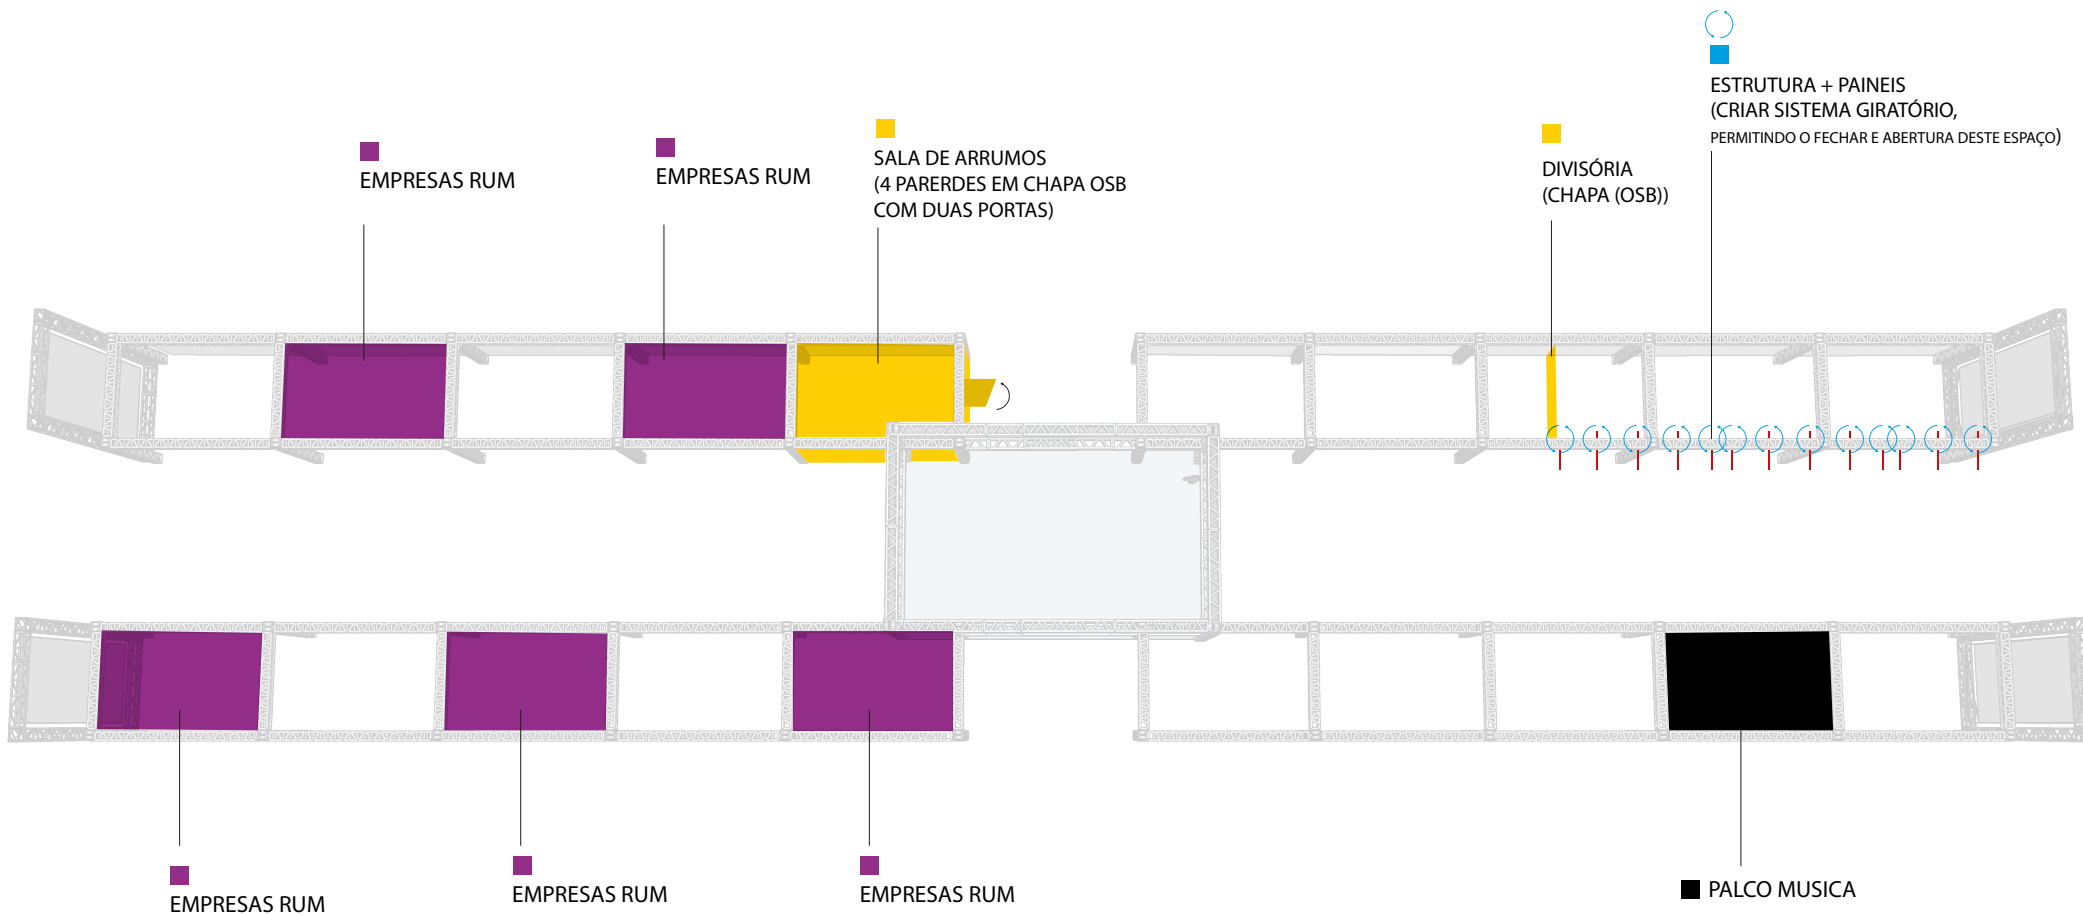 EMPRESAS RUM
EMPRESAS RUM
SALA DE ARRUMOS
(4 PARERDES EM CHAPA OSB
COM DUAS PORTAS)
DIVISÓRIA
(CHAPA (OSB))
ESTRUTURA + PAINEIS
(CRIAR SISTEMA GIRATÓRIO,
PERMITINDO O FECHAR E ABERTURA DESTE ESPAÇO)
EMPRESAS RUM
EMPRESAS RUM
EMPRESAS RUM
PALCO MUSICA